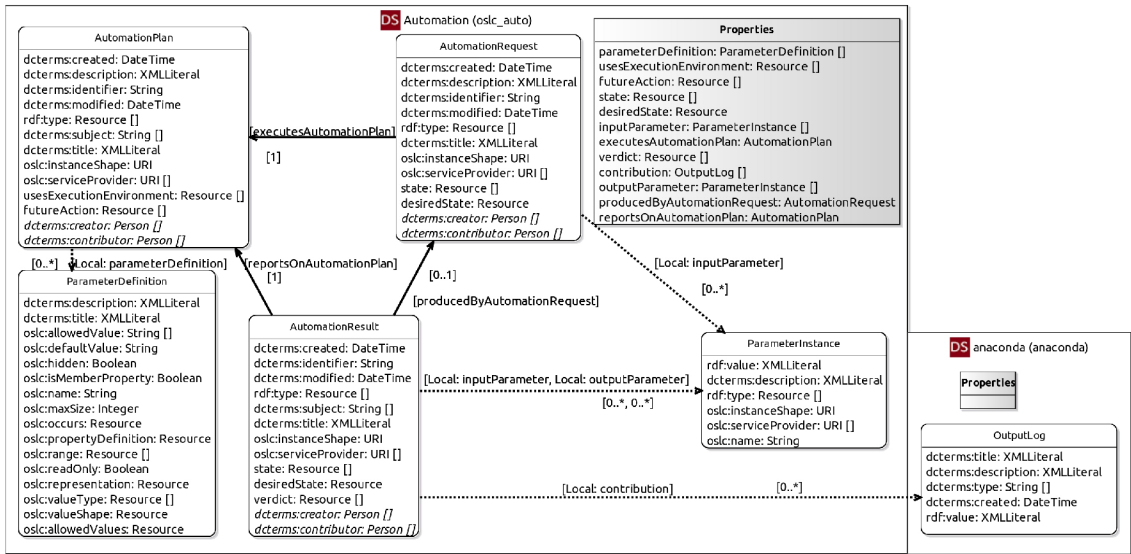 DS Automation (oslc_auto)
AutomationPlan
dcterms:created: DateTime
dcterms:description: XMLLiteral
dcterms:identifier: String
dcterms:modified: DateTime
rdf:type: Resource []
dcterms:subject: String []
dcterms:title: XMLLiteral
oslc:instanceShape: URI
oslc:serviceProvider: URI []
usesExecutionEnvironment: Resource []
futureAction: Resource []
dcterms:creator: Person []
dcterms:contributor: Person []
[executesAutomationPlan]
[1]
AutomationRequest
dcterms:created: DateTime
dcterms:description: XMLLiteral
dcterms:identifier: String
dcterms:modified: DateTime
rdf:type: Resource []
dcterms:title: XMLLiteral
oslc:instanceShape: URI
oslc:serviceProvider: URI []
state: Resource []
desiredState: Resource
dcterms:creator: Person []
dcterms:contributor: Person []
Properties
parameterDefinition: ParameterDefinition []
usesExecutionEnvironment: Resource []
futureAction: Resource []
state: Resource []
desiredState: Resource
inputParameter: ParameterInstance []
executesAutomationPlan: AutomationPlan
verdict: Resource []
contribution: OutputLog []
outputParameter: ParameterInstance []
producedByAutomationRequest: AutomationRequest
reportsOnAutomationPlan: AutomationPlan
[0..*]
[Local: parameterDefinition]
[reportsOnAutomationPlan]
[1]
[0..1]
[producedByAutomationRequest]
[Local: inputParameter]
[0..*]
ParameterDefinition
dcterms:description: XMLLiteral
dcterms:title: XMLLiteral
oslc:allowedValue: String []
oslc:defaultValue: String
oslc:hidden: Boolean
oslc:isMemberProperty: Boolean
oslc:name: String
oslc:maxSize: Integer
oslc:occurs: Resource
oslc:propertyDefinition: Resource
oslc:range: Resource []
oslc:readOnly: Boolean
oslc:representation: Resource
oslc:valueType: Resource []
oslc:valueShape: Resource
oslc:allowedValues: Resource
AutomationResult
dcterms:created: DateTime
dcterms:identifier: String
dcterms:modified: DateTime
rdf:type: Resource []
dcterms:subject: String []
dcterms:title: XMLLiteral
oslc:instanceShape: URI
oslc:serviceProvider: URI []
state: Resource []
desiredState: Resource
verdict: Resource []
dcterms:creator: Person []
dcterms:contributor: Person []
[Local: inputParameter, Local: outputParameter]
[0..*, 0..*]
[Local: contribution]
[0..*]
ParameterInstance
rdf:value: XMLLiteral
dcterms:description: XMLLiteral
rdf:type: Resource []
oslc:instanceShape: URI
oslc:serviceProvider: URI []
oslc:name: String
DS anaconda (anaconda)
Properties
OutputLog
dcterms:title: XMLLiteral
dcterms:description: XMLLiteral
dcterms:type: String []
dcterms:created: DateTime
rdf:value: XMLLiteral